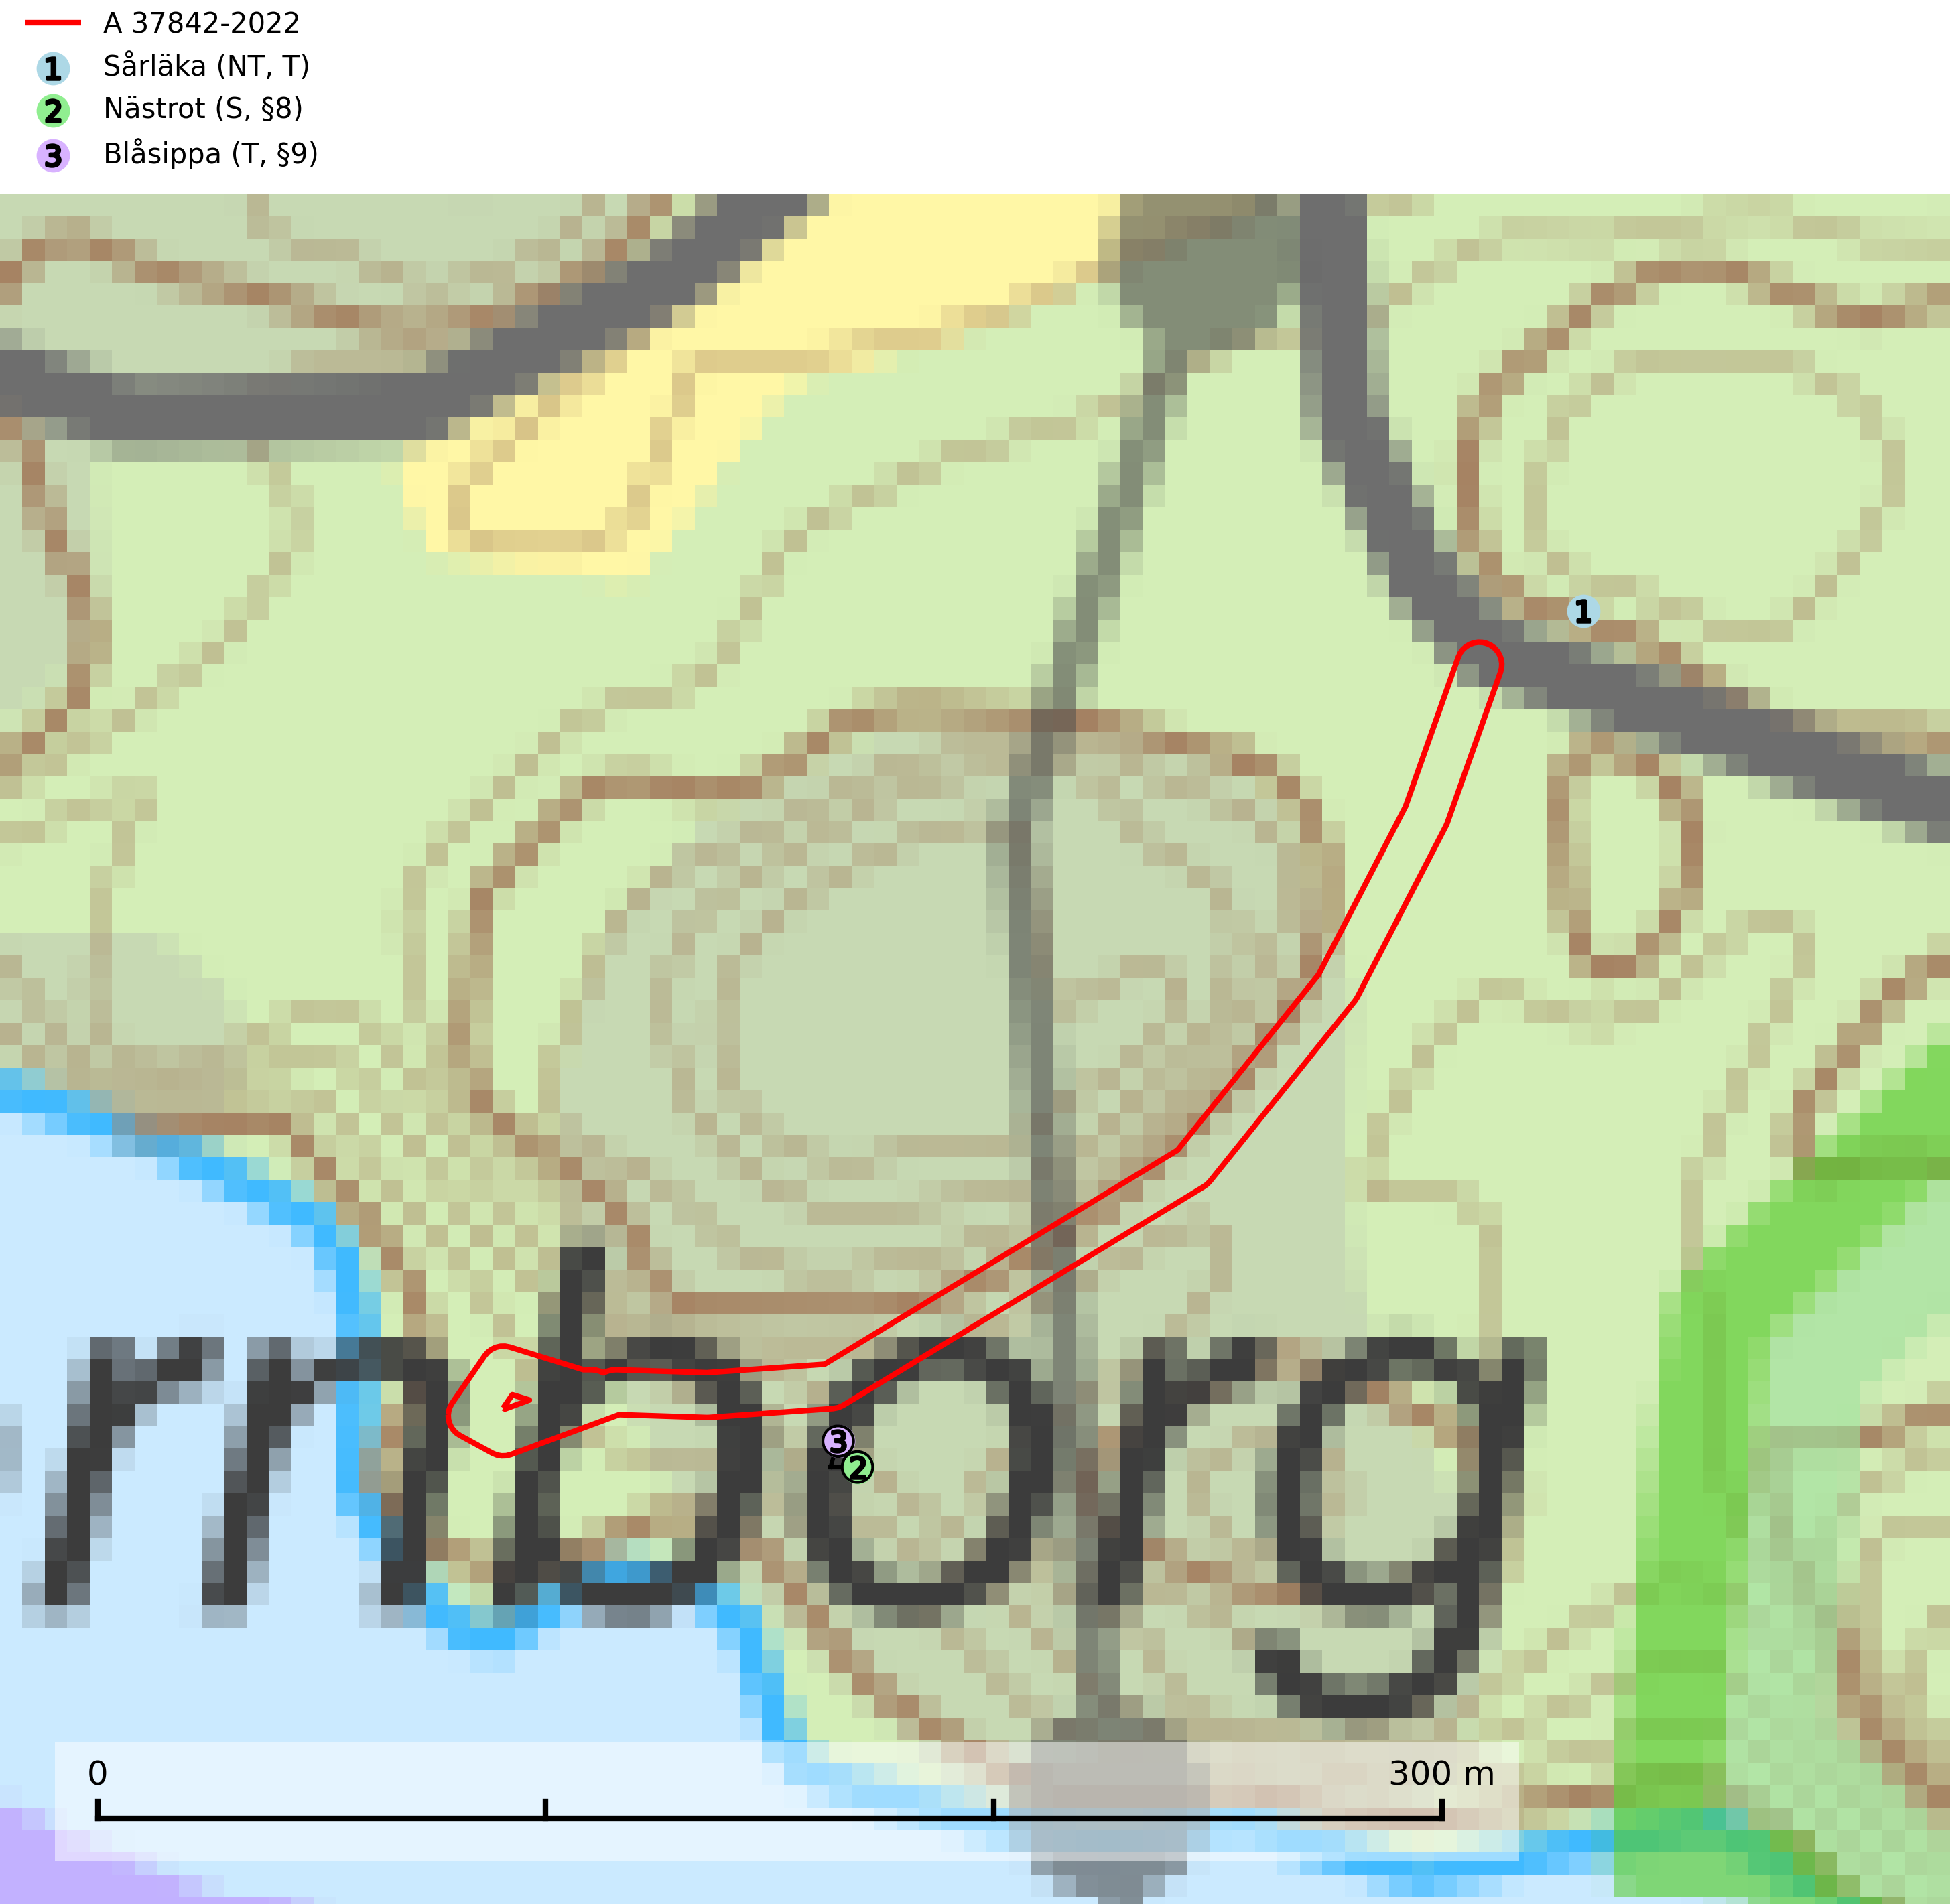 A 37842-2022
1 Sårläka (NT, T)
2 Nästrot (S, §8)
3 Blåsippa (T, §9)
1
3
2
0 300 m